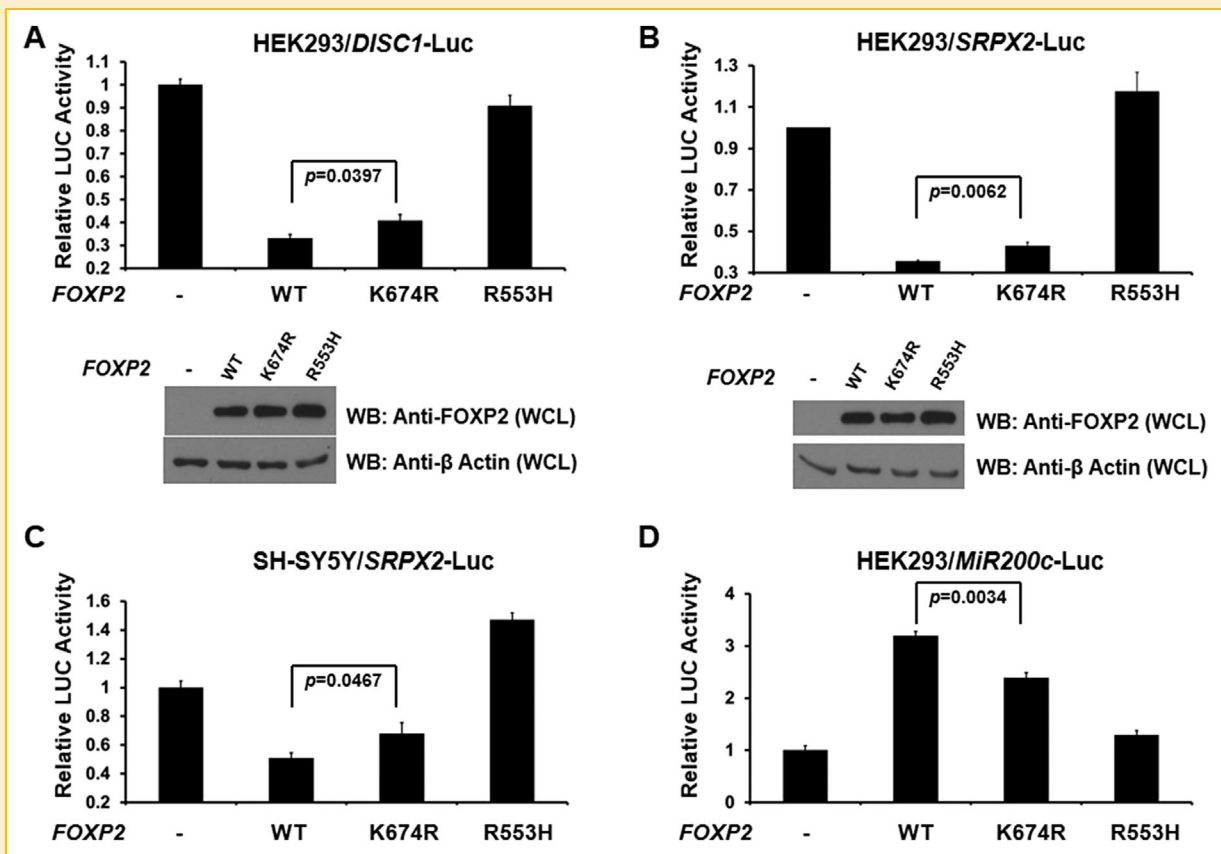 A
HEK293/DISC1-Luc
Relative LUC Activity
1.1
1
0.9
0.8
0.7
0.6
0.5
0.4
0.3
0.2
p=0.0397
FOXP2 - WT K674R R553H
FOXP2 - WT K674R R553H
WB: Anti-FOXP2 (WCL)
WB: Anti-β Actin (WCL)
B
HEK293/SRPX2-Luc
Relative LUC Activity
1.3
1.1
0.9
0.7
0.5
0.3
p=0.0062
FOXP2 - WT K674R R553H
FOXP2 - WT K674R R553H
WB: Anti-FOXP2 (WCL)
WB: Anti-β Actin (WCL)
C
SH-SY5Y/SRPX2-Luc
Relative LUC Activity
1.6
1.4
1.2
1
0.8
0.6
0.4
0.2
p=0.0467
FOXP2 - WT K674R R553H
D
HEK293/MiR200c-Luc
Relative LUC Activity
4
3
2
1
0
p=0.0034
FOXP2 - WT K674R R553H